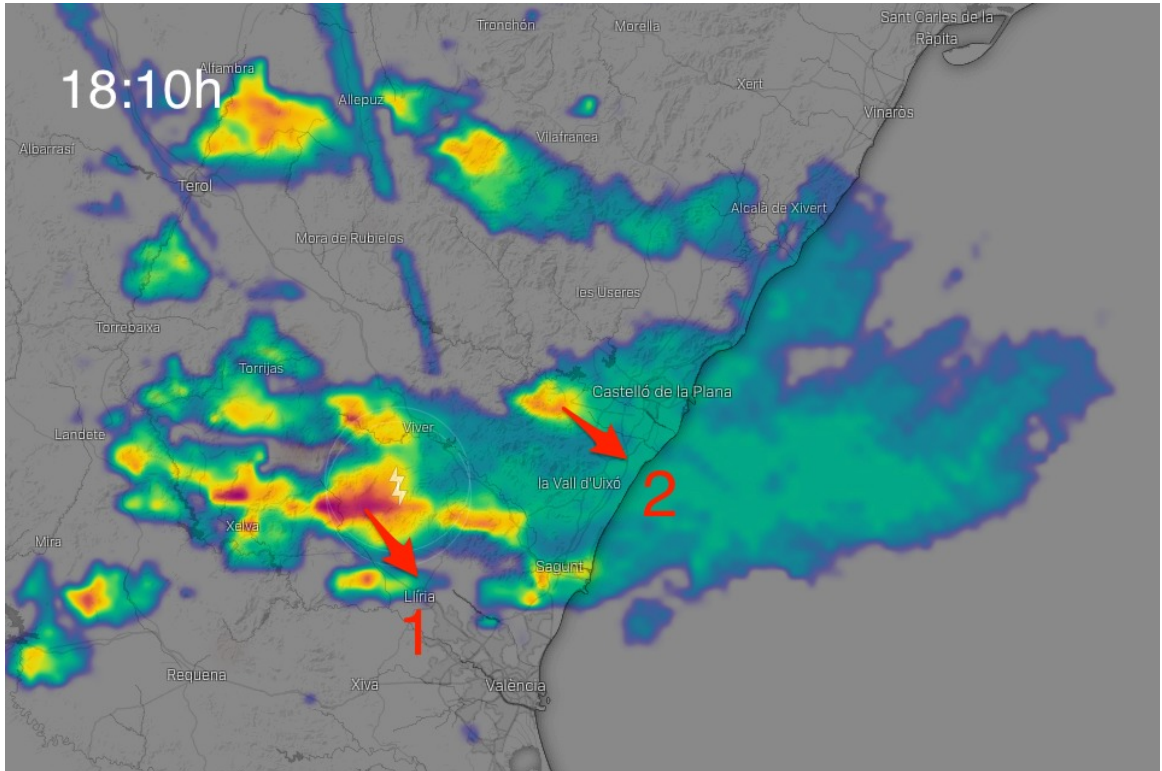 Tronchón
Morella
Sant Carles de la
Ràpita
18:10h
Alfambra
Allepuz
Xert
Vinaròs
Vilafranca
Albarrasí
Terol
Alcalà de Xivert
Mora de Rubielos
les Useres
Torrebaixa
Torrijas
Castelló de la Plana
Landete
Viver
la Vall d'Uixó
2
Xelva
Mira
Sagunt
Llíria
1
Requena
Xiva
València